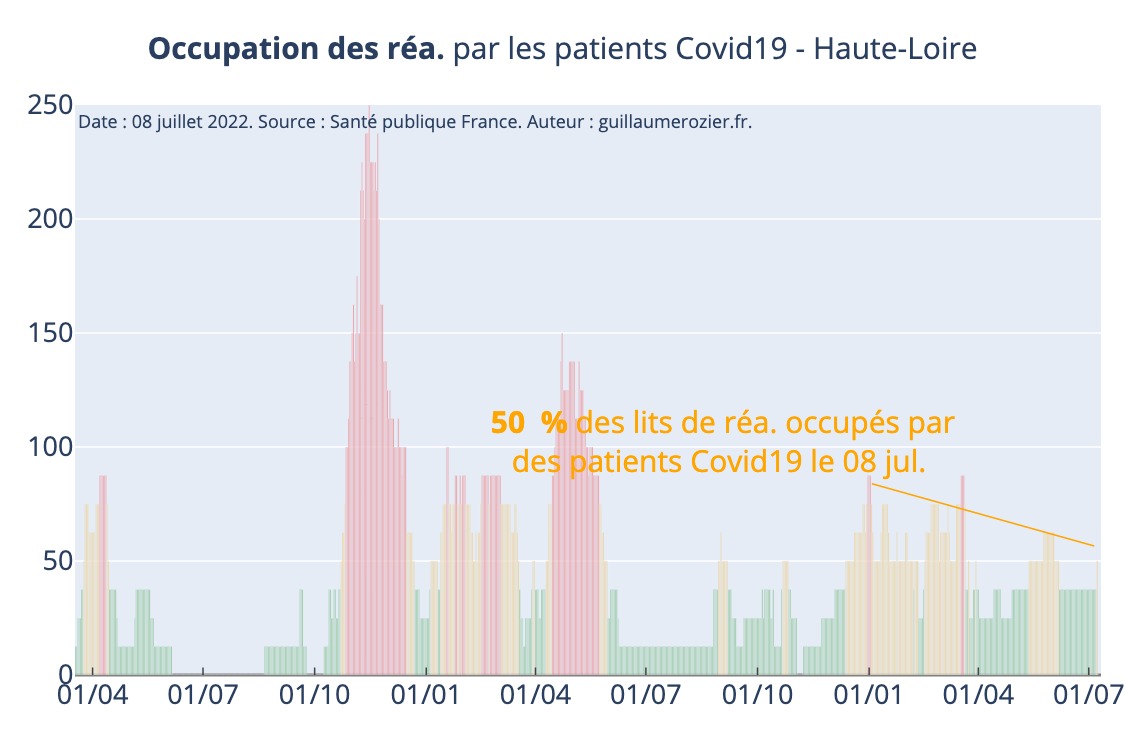 Occupation des réa. par les patients Covid19 - Haute-Loire
250
Date : 08 juillet 2022. Source : Santé publique France. Auteur : guillaumerozier.fr.
200
150
50 % des lits de réa. occupés par
100
des patients Covid19 le 08 jul.
50
0
01/04 01/07 01/10 01/01 01/04 01/07 01/10 01/01 01/04 01/07